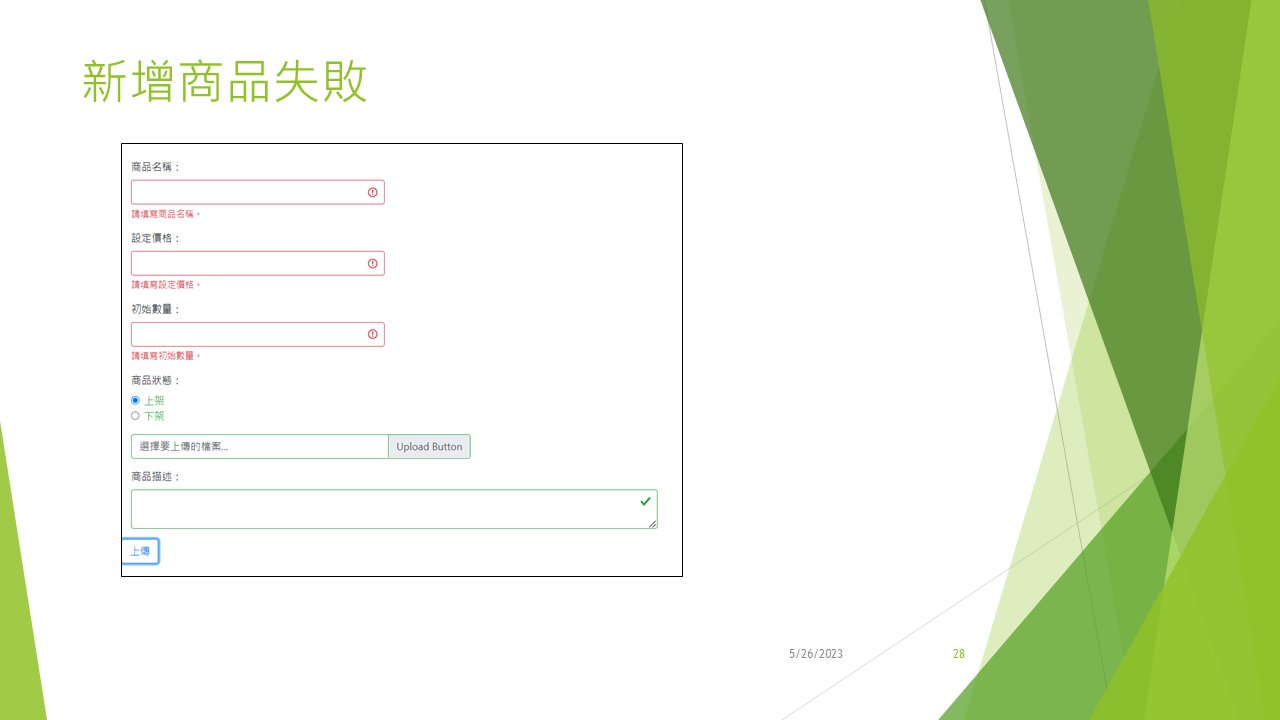 新增商品失敗
商品名稱：
請填寫商品名稱。
設定價格：
請填寫設定價格。
初始數量：
請填寫初始數量。
商品狀態：
上架
下架
選擇要上傳的檔案... Upload Button
商品描述：
上傳
5/26/2023 28